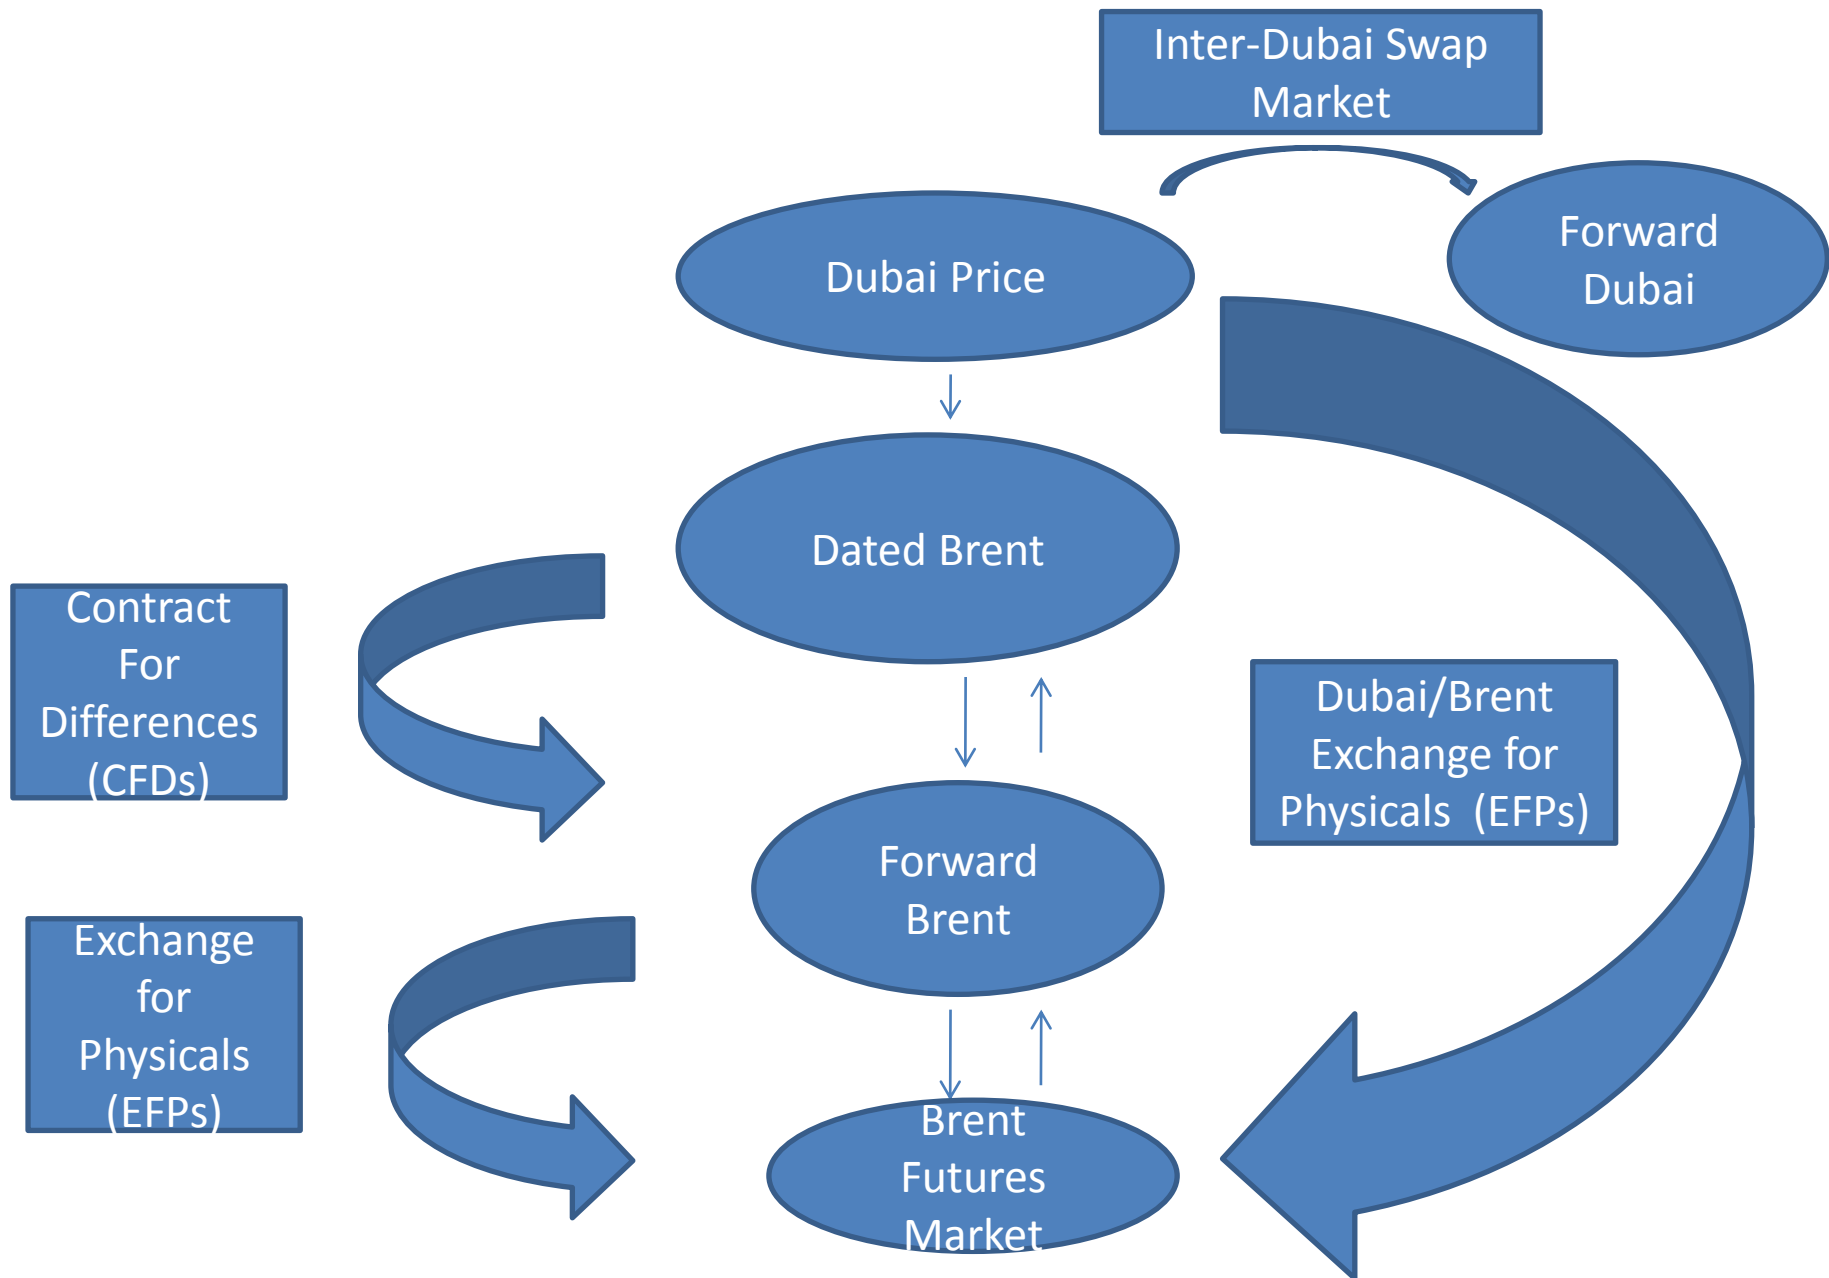 Inter-Dubai Swap
Market
Forward
Dubai
Dubai Price
Dated Brent
Contract
For
Differences
(CFDs)
Dubai/Brent
Exchange for
Physicals (EFPs)
Forward
Brent
Exchange
for
Physicals
(EFPs)
Brent
Futures
Market